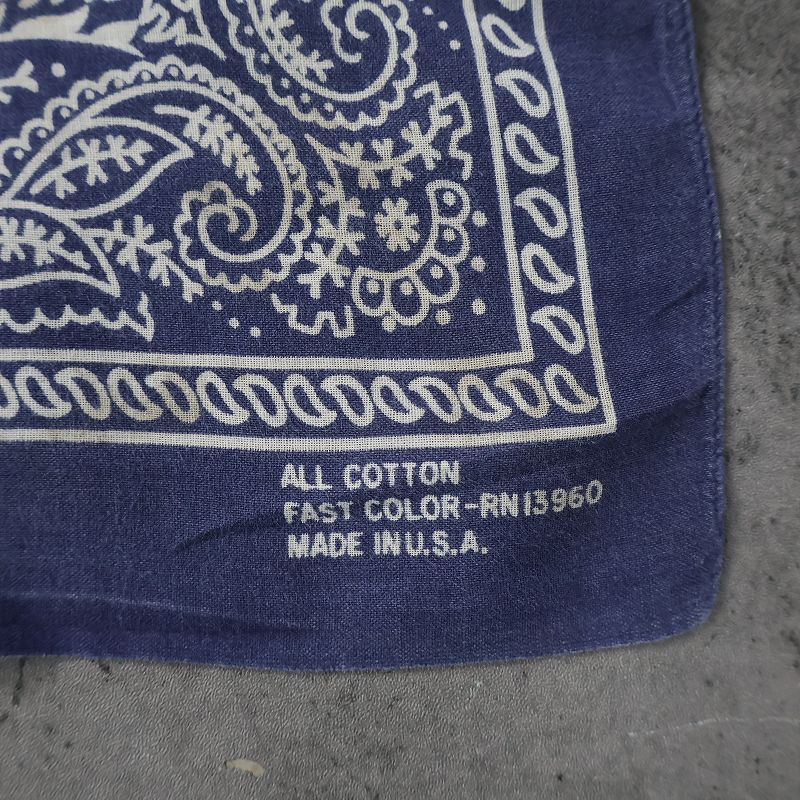 ALL COTTON
FAST COLOR-RN13960
MADE IN U.S.A.